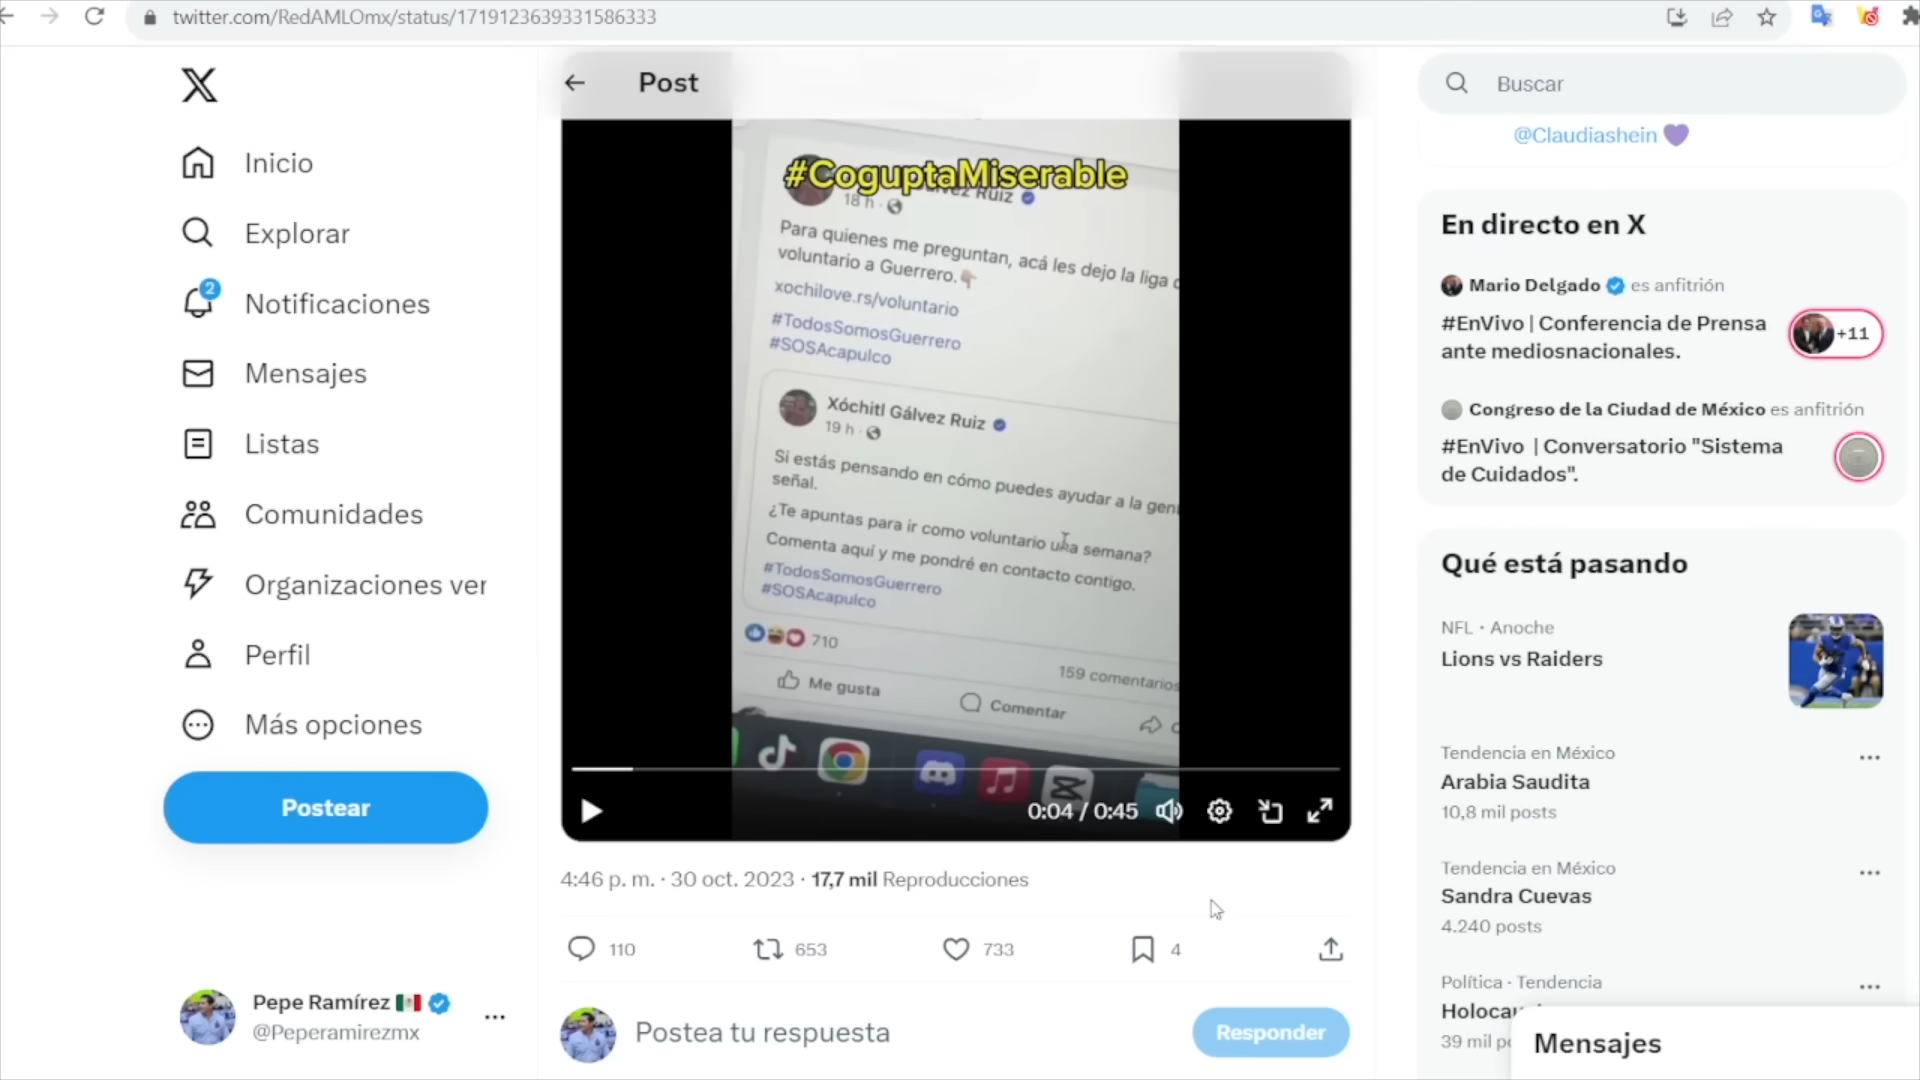 twitter.com/RedAMLOmx/status/1719123639331586333
Inicio
Explorar
2
Notificaciones
Mensajes
Listas
Comunidades
Organizaciones ver
Perfil
Más opciones
Postear
Pepe Ramírez
@Peperamirezmx
Post
#CoguptaMiserable
Ruiz
18 h
Para quienes me preguntan, acá les dejo la liga
voluntario a Guerrero.
xochilove.rs/voluntario
#TodosSomosGuerrero
#SOSAcapulco
Xóchitl Gálvez Ruiz
19 h
Si estás pensando en cómo puedes ayudar a la gen
señal.
¿Te apuntas para ir como voluntario una semana?
Comenta aquí y me pondré en contacto contigo.
#TodosSomosGuerrero
#SOSAcapulco
710
159 comentarios
Me gusta
Comentar
0:04 / 0:45
4:46 p. m. · 30 oct. 2023 · 17,7 mil Reproducciones
110
653
733
4
Postea tu respuesta
Responder
Buscar
@Claudiashein
En directo en X
Mario Delgado es anfitrión
#EnVivo | Conferencia de Prensa
ante mediosnacionales.
+11
Congreso de la Ciudad de México es anfitrión
#EnVivo | Conversatorio "Sistema
de Cuidados".
Qué está pasando
NFL · Anoche
Lions vs Raiders
Tendencia en México
Arabia Saudita
10,8 mil posts
Tendencia en México
Sandra Cuevas
4.240 posts
Política · Tendencia
Holocau
39 mil po
Mensajes